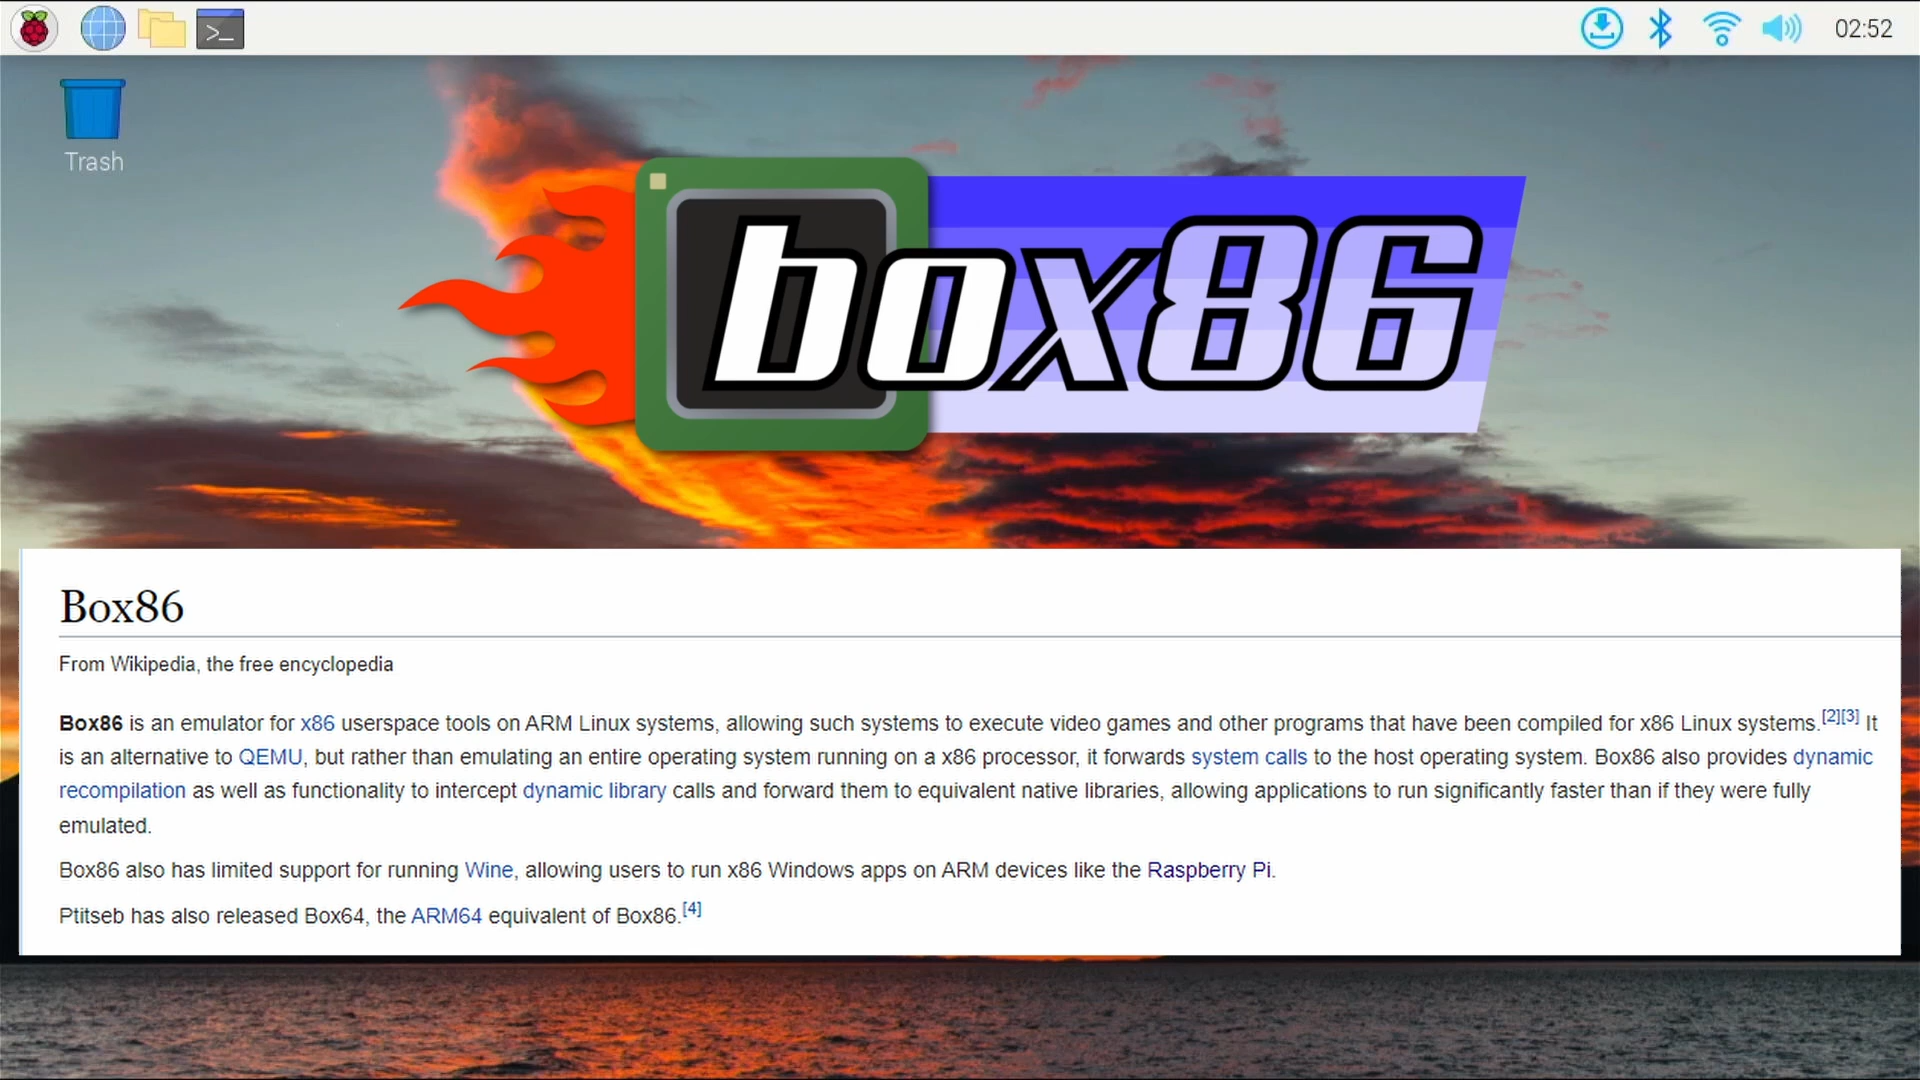 >_
02:52
Trash
box86
Box86
From Wikipedia, the free encyclopedia
Box86 is an emulator for x86 userspace tools on ARM Linux systems, allowing such systems to execute video games and other programs that have been compiled for x86 Linux systems.[2][3] It
is an alternative to QEMU, but rather than emulating an entire operating system running on a x86 processor, it forwards system calls to the host operating system. Box86 also provides dynamic
recompilation as well as functionality to intercept dynamic library calls and forward them to equivalent native libraries, allowing applications to run significantly faster than if they were fully
emulated.
Box86 also has limited support for running Wine, allowing users to run x86 Windows apps on ARM devices like the Raspberry Pi.
Ptitseb has also released Box64, the ARM64 equivalent of Box86.[4]